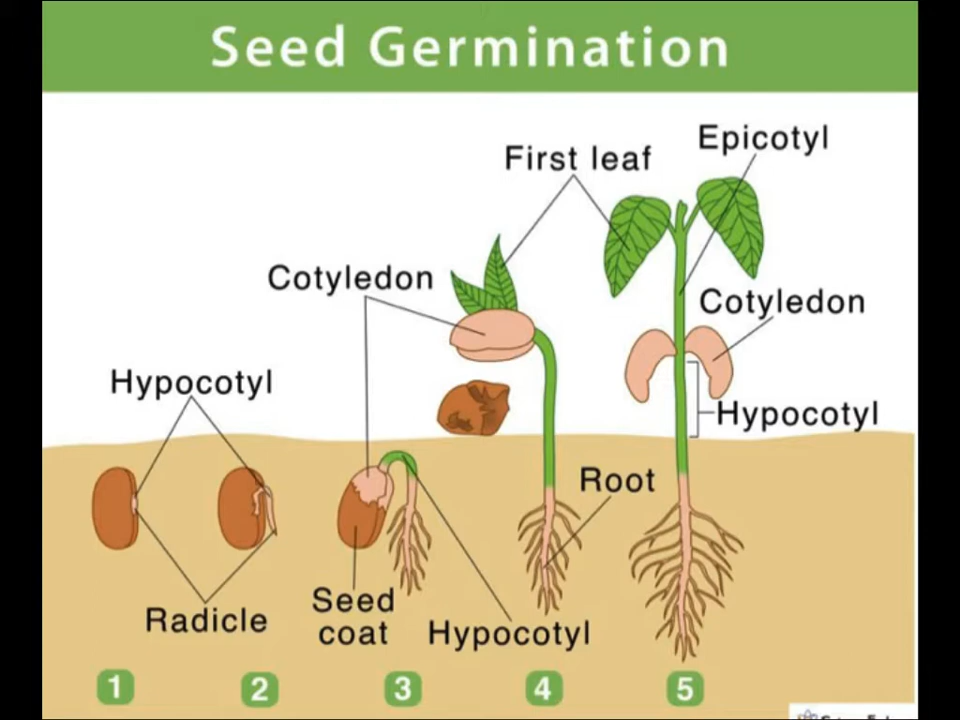 Seed Germination
Epicotyl
First leaf
Cotyledon
Cotyledon
Hypocotyl
Hypocotyl
Root
Seed
coat
Radicle
Hypocotyl
1
2
3
4
5